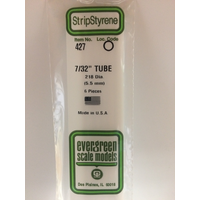 StripStyrene
Item No. Loc. Code
427
7/32" TUBE
.218 Dia
(5.5 mm)
Pieces
Made in U.S.A
evergreen
scale models
Des Plaines, IL 60018